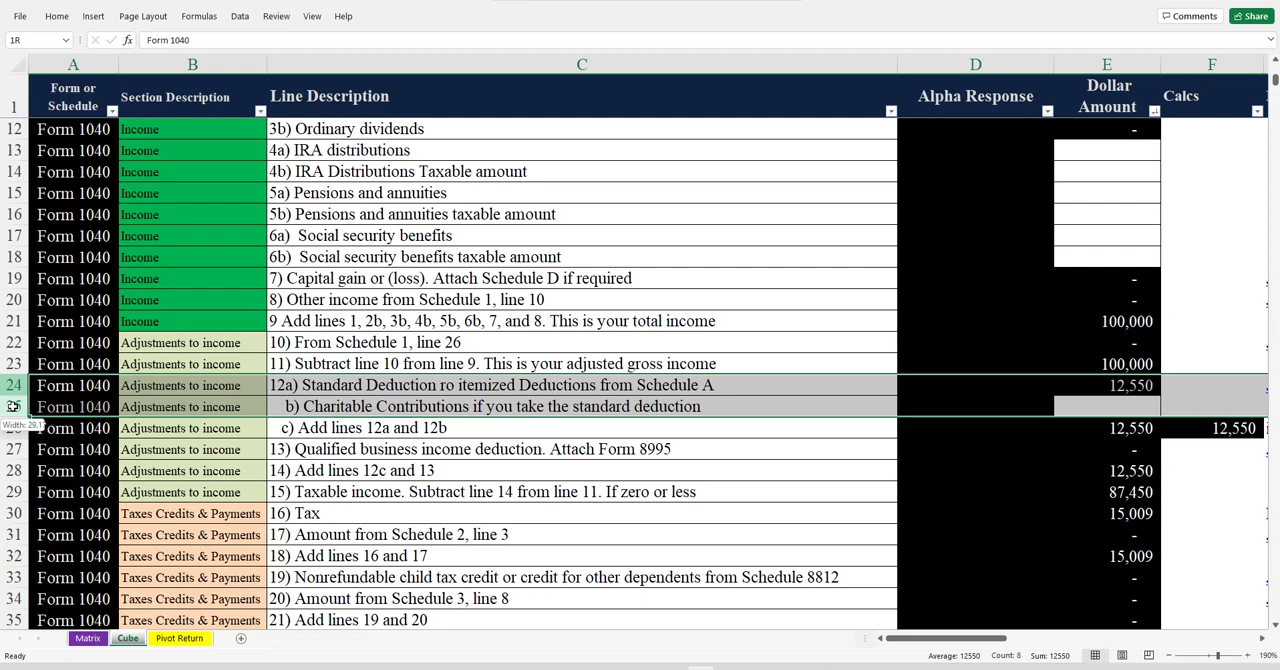 File Home Insert Page Layout Formulas Data Review View Help Comments Share
1R fx Form 1040
A B C D E F
1 Form or Schedule Section Description Line Description Alpha Response Dollar Amount Calcs
12 Form 1040 Income 3b) Ordinary dividends -
13 Form 1040 Income 4a) IRA distributions
14 Form 1040 Income 4b) IRA Distributions Taxable amount
15 Form 1040 Income 5a) Pensions and annuities
16 Form 1040 Income 5b) Pensions and annuities taxable amount
17 Form 1040 Income 6a) Social security benefits
18 Form 1040 Income 6b) Social security benefits taxable amount
19 Form 1040 Income 7) Capital gain or (loss). Attach Schedule D if required -
20 Form 1040 Income 8) Other income from Schedule 1, line 10 -
21 Form 1040 Income 9 Add lines 1, 2b, 3b, 4b, 5b, 6b, 7, and 8. This is your total income 100,000
22 Form 1040 Adjustments to income 10) From Schedule 1, line 26 -
23 Form 1040 Adjustments to income 11) Subtract line 10 from line 9. This is your adjusted gross income 100,000
24 Form 1040 Adjustments to income 12a) Standard Deduction ro itemized Deductions from Schedule A 12,550
Form 1040 Adjustments to income b) Charitable Contributions if you take the standard deduction
Form 1040 Adjustments to income c) Add lines 12a and 12b 12,550 12,550
27 Form 1040 Adjustments to income 13) Qualified business income deduction. Attach Form 8995 -
28 Form 1040 Adjustments to income 14) Add lines 12c and 13 12,550
29 Form 1040 Adjustments to income 15) Taxable income. Subtract line 14 from line 11. If zero or less 87,450
30 Form 1040 Taxes Credits & Payments 16) Tax 15,009
31 Form 1040 Taxes Credits & Payments 17) Amount from Schedule 2, line 3 -
32 Form 1040 Taxes Credits & Payments 18) Add lines 16 and 17 15,009
33 Form 1040 Taxes Credits & Payments 19) Nonrefundable child tax credit or credit for other dependents from Schedule 8812 -
34 Form 1040 Taxes Credits & Payments 20) Amount from Schedule 3, line 8 -
35 Form 1040 Taxes Credits & Payments 21) Add lines 19 and 20 -
Width:
Matrix Cube Pivot Return
Ready Average: 12550 Count: 8 Sum: 12550 190%